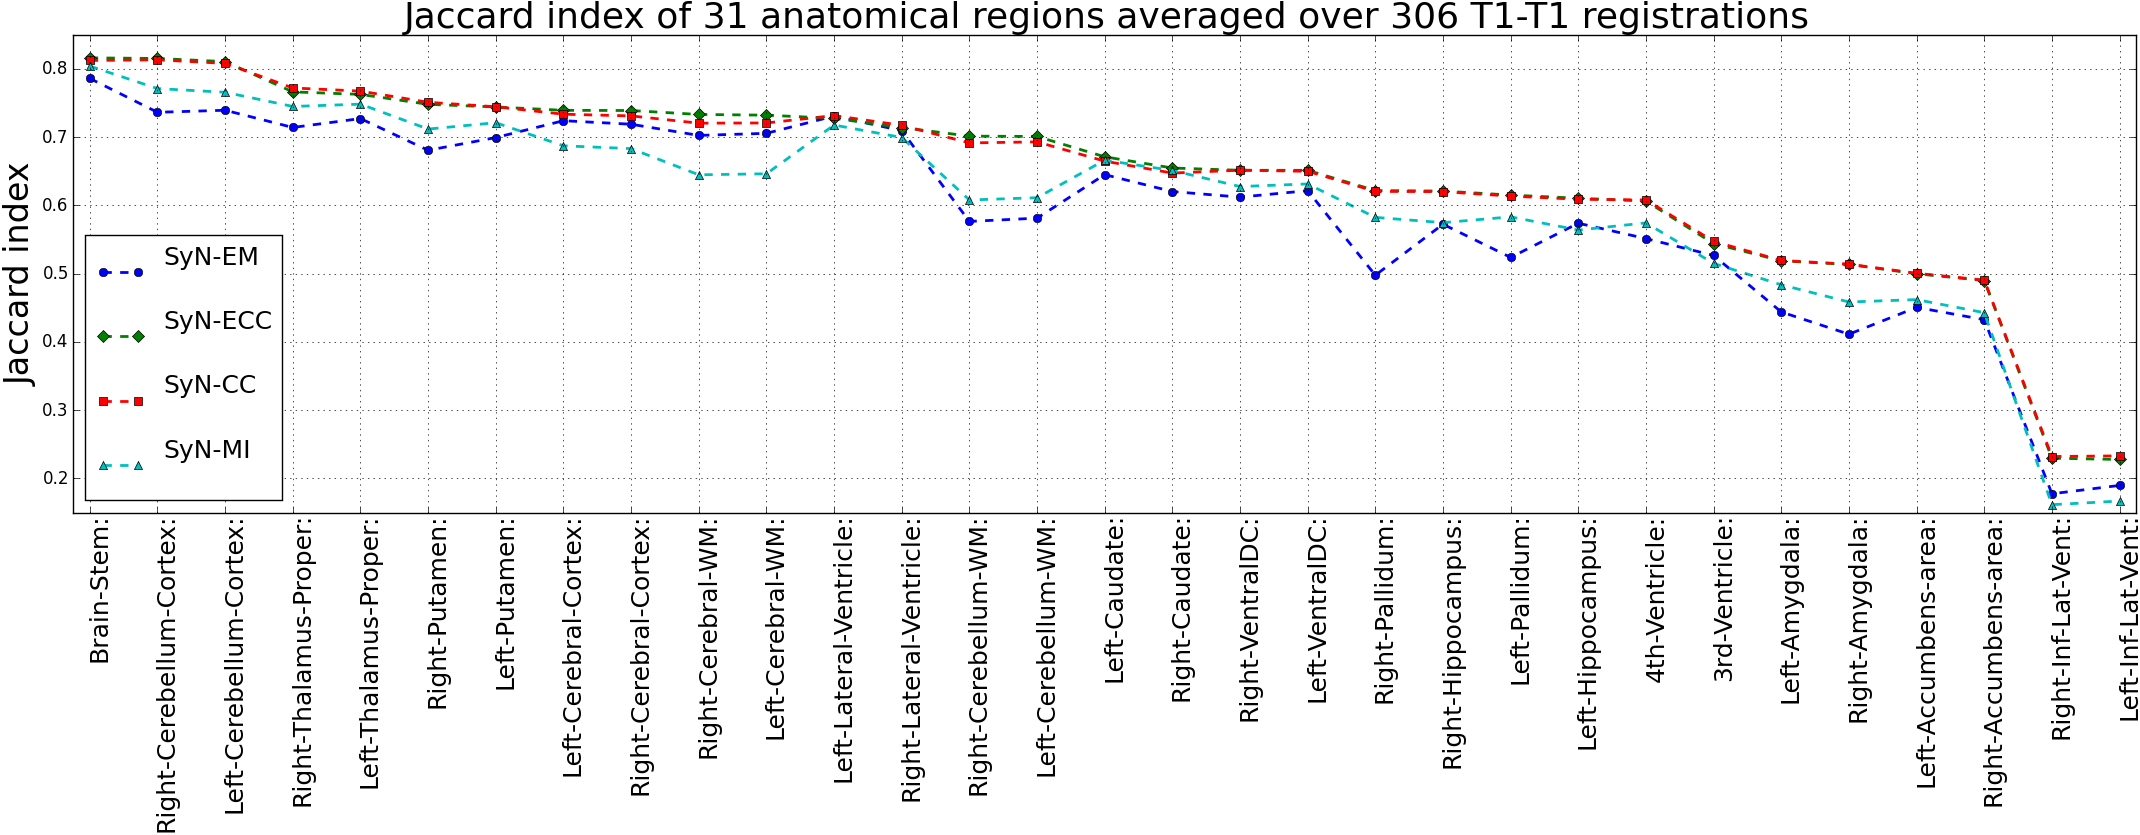 Jaccard index of 31 anatomical regions averaged over 306 T1-T1 registrations
Jaccard index
0.8
0.7
0.6
0.5
0.4
0.3
0.2
SyN-EM
SyN-ECC
SyN-CC
SyN-MI
Brain-Stem:
Right-Cerebellum-Cortex:
Left-Cerebellum-Cortex:
Right-Thalamus-Proper:
Left-Thalamus-Proper:
Right-Putamen:
Left-Putamen:
Left-Cerebral-Cortex:
Right-Cerebral-Cortex:
Right-Cerebral-WM:
Left-Cerebral-WM:
Left-Lateral-Ventricle:
Right-Lateral-Ventricle:
Right-Cerebellum-WM:
Left-Cerebellum-WM:
Left-Caudate:
Right-Caudate:
Right-VentralDC:
Left-VentralDC:
Right-Pallidum:
Right-Hippocampus:
Left-Pallidum:
Left-Hippocampus:
4th-Ventricle:
3rd-Ventricle:
Left-Amygdala:
Right-Amygdala:
Left-Accumbens-area:
Right-Accumbens-area:
Right-Inf-Lat-Vent:
Left-Inf-Lat-Vent: